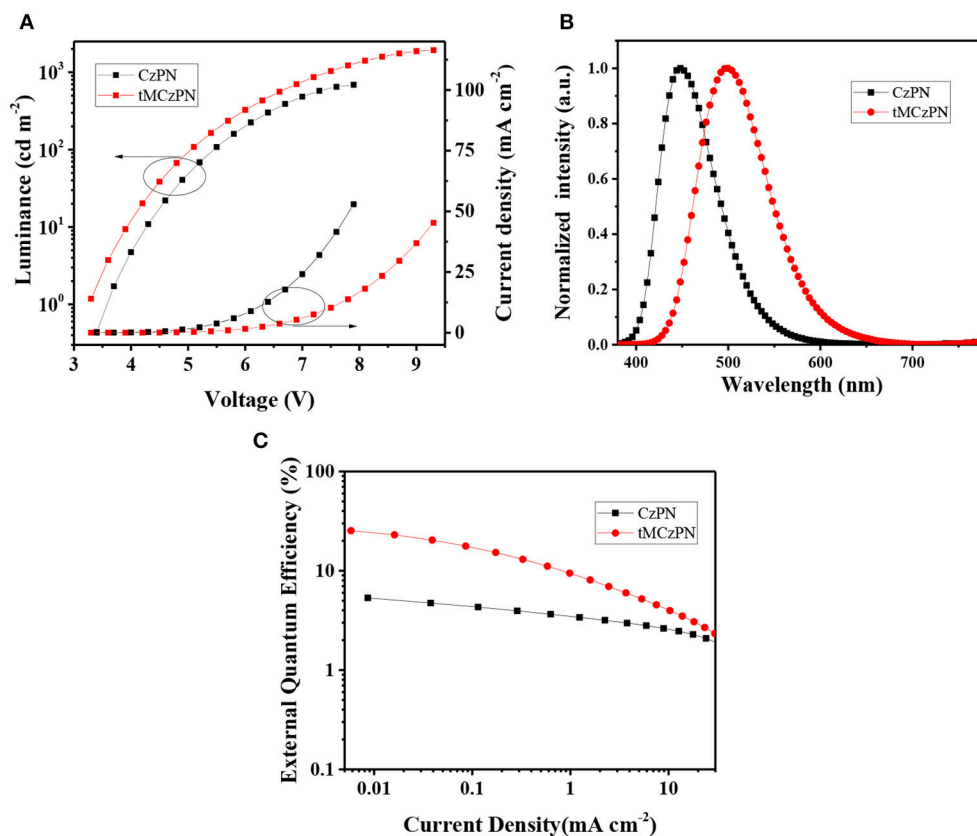 A
Luminance (cd m⁻²)
10³
10²
10¹
10⁰
CzPN
tMCzPN
100
75
50
25
0
Current density (mA cm⁻²)
3 4 5 6 7 8 9
Voltage (V)
B
Normalized intensity (a.u.)
1.0
0.8
0.6
0.4
0.2
0.0
CzPN
tMCzPN
400 500 600 700
Wavelength (nm)
C
External Quantum Efficiency (%)
100
10
1
0.1
CzPN
tMCzPN
0.01 0.1 1 10
Current Density(mA cm⁻²)